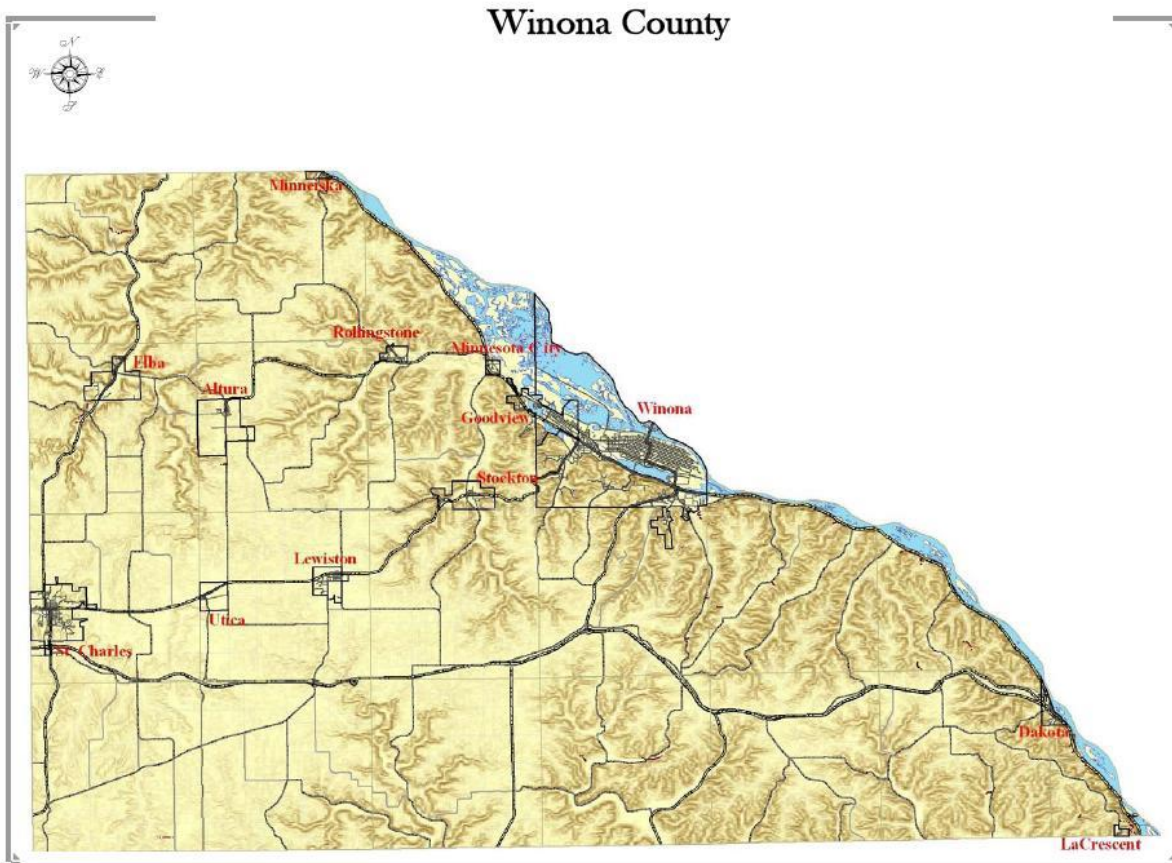 Winona County
N
W E
S
Minneiska
Rollingstone
Minnesota City
Elba
Altura
Winona
Goodview
Stockton
Lewiston
Utica
St. Charles
Dakota
LaCrescent